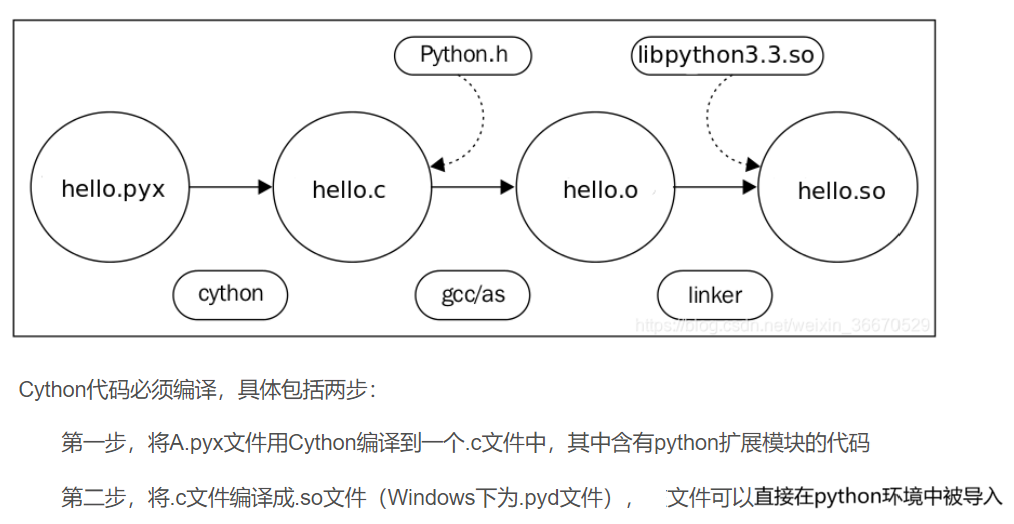 Python.h libpython3.3.so
hello.pyx hello.c hello.o hello.so
cython gcc/as linker
https://blog.csdn.net/weixin_36670529
Cython代码必须编译，具体包括两步：
第一步，将A.pyx文件用Cython编译到一个.c文件中，其中含有python扩展模块的代码
第二步，将.c文件编译成.so文件（Windows下为.pyd文件）， 文件可以直接在python环境中被导入